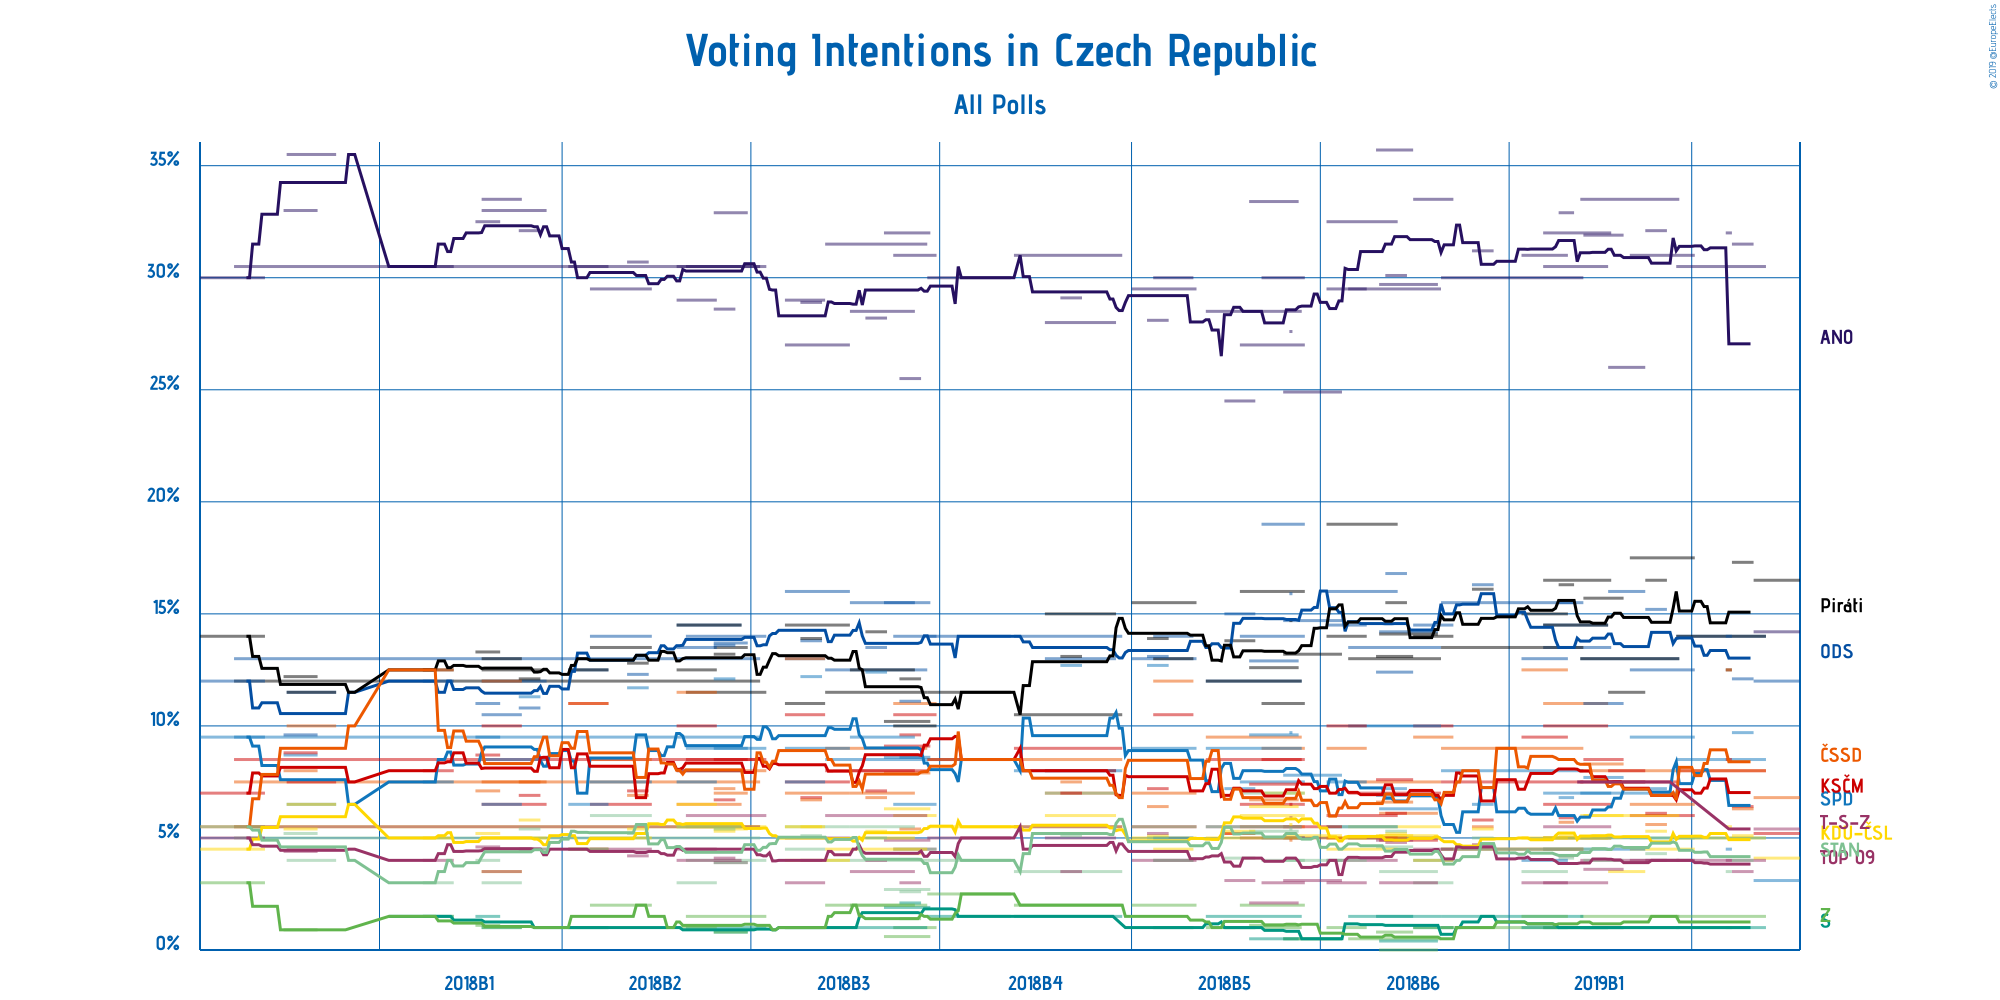 Voting Intentions in Czech Republic
All Polls
© 2019 @EuropeElects
35%
30%
25%
20%
15%
10%
5%
0%
ANO
Piráti
ODS
ČSSD
KSČM
SPD
T-S-Z
KDU-ČSL
STAN
TOP 09
Z
S
2018B1
2018B2
2018B3
2018B4
2018B5
2018B6
2019B1